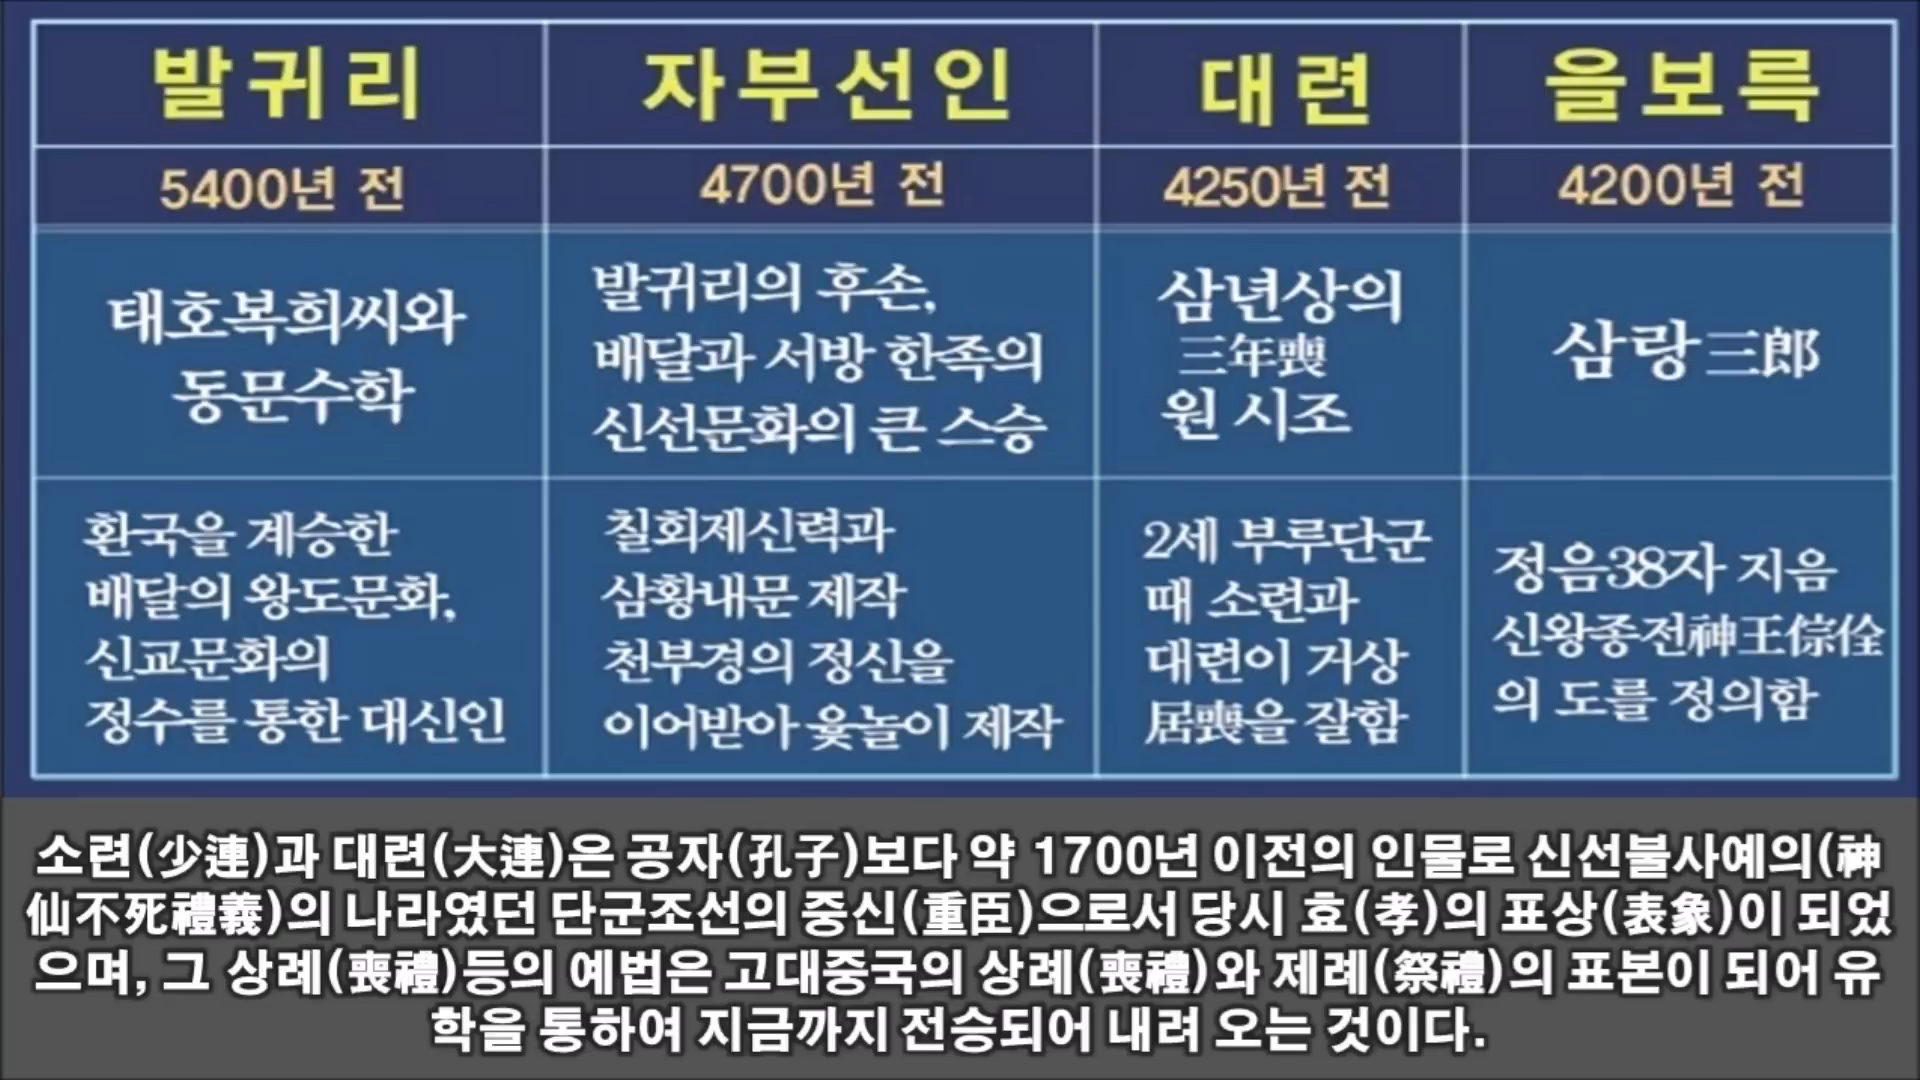 발귀리
자부선인
대련
을보륵
5400년 전
4700년 전
4250년 전
4200년 전
태호복희씨와
동문수학
발귀리의 후손,
배달과 서방 한족의
신선문화의 큰 스승
삼년상의
三年喪
원 시조
삼랑三郎
환국을 계승한
배달의 왕도문화,
신교문화의
정수를 통한 대신인
칠회제신력과
삼황내문 제작
천부경의 정신을
이어받아 윷놀이 제작
2세 부루단군
때 소련과
대련이 거상
居喪을 잘함
정음38자 지음
신왕종전神王倧佺
의 도를 정의함
소련(少連)과 대련(大連)은 공자(孔子)보다 약 1700년 이전의 인물로 신선불사예의(神
仙不死禮義)의 나라였던 단군조선의 중신(重臣)으로서 당시 효(孝)의 표상(表象)이 되었
으며, 그 상례(喪禮)등의 예법은 고대중국의 상례(喪禮)와 제례(祭禮)의 표본이 되어 유
학을 통하여 지금까지 전승되어 내려 오는 것이다.